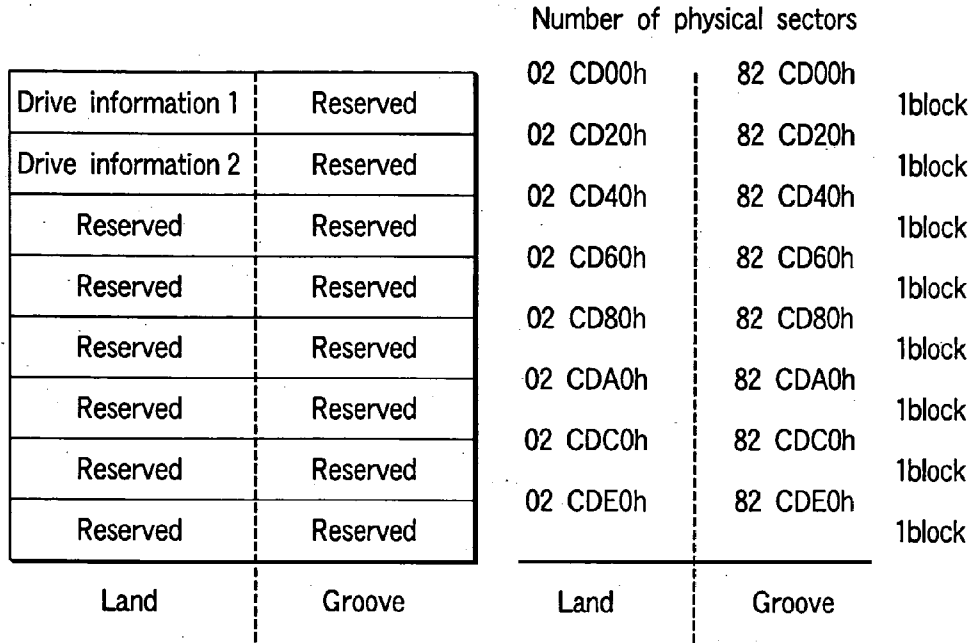 Number of physical sectors
02 CD00h 82 CD00h
Drive information 1 Reserved 1block
02 CD20h 82 CD20h
Drive information 2 Reserved 1block
02 CD40h 82 CD40h
Reserved Reserved 1block
02 CD60h 82 CD60h
Reserved Reserved 1block
02 CD80h 82 CD80h
Reserved Reserved 1block
02 CDA0h 82 CDA0h
Reserved Reserved 1block
02 CDC0h 82 CDC0h
Reserved Reserved 1block
02 CDE0h 82 CDE0h
Reserved Reserved 1block
Land Groove Land Groove